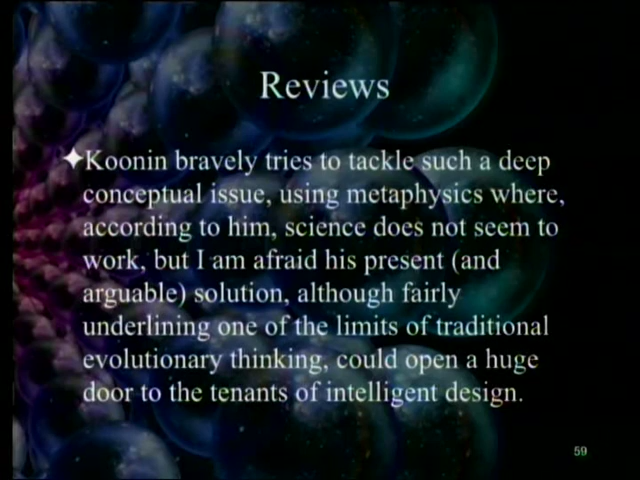 Reviews
Koonin bravely tries to tackle such a deep
conceptual issue, using metaphysics where,
according to him, science does not seem to
work, but I am afraid his present (and
arguable) solution, although fairly
underlining one of the limits of traditional
evolutionary thinking, could open a huge
door to the tenants of intelligent design.
59